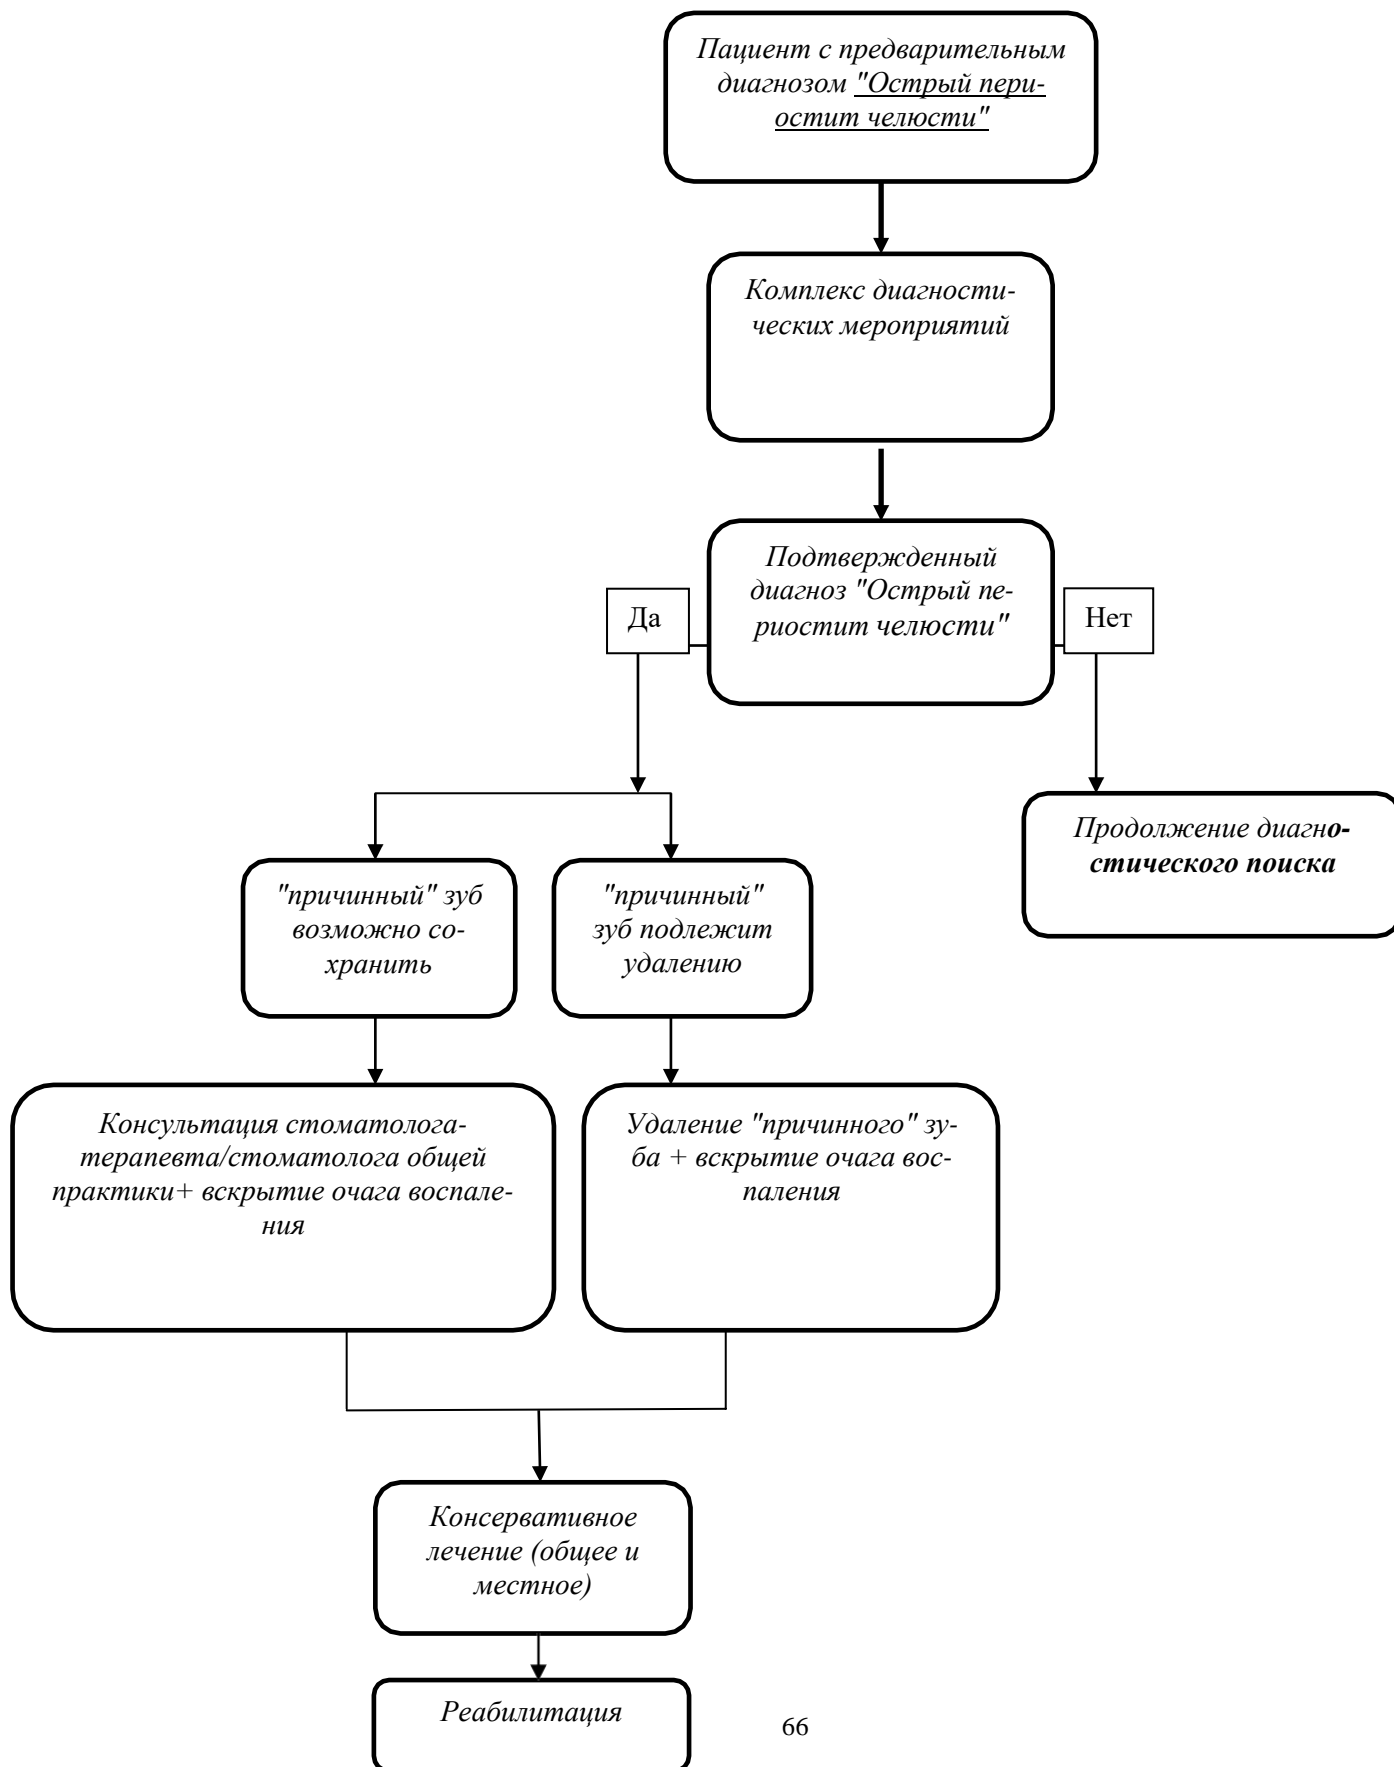 Пациент с предварительным
диагнозом "Острый пери-
остит челюсти"
Комплекс диагности-
ческих мероприятий
Подтвержденный
диагноз "Острый пе-
риостит челюсти"
Да
Нет
Продолжение диагно-
стического поиска
"причинный" зуб
возможно со-
хранить
"причинный"
зуб подлежит
удалению
Консультация стоматолога-
терапевта/стоматолога общей
практики+ вскрытие очага воспале-
ния
Удаление "причинного" зу-
ба + вскрытие очага вос-
паления
Консервативное
лечение (общее и
местное)
Реабилитация
66